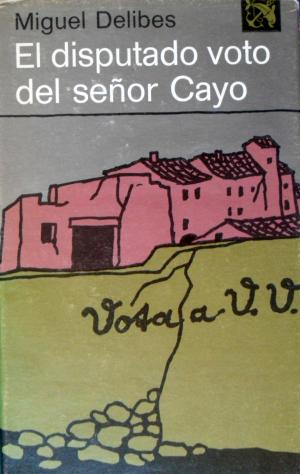 Miguel Delibes
El disputado voto
del señor Cayo
Vota a V. V.